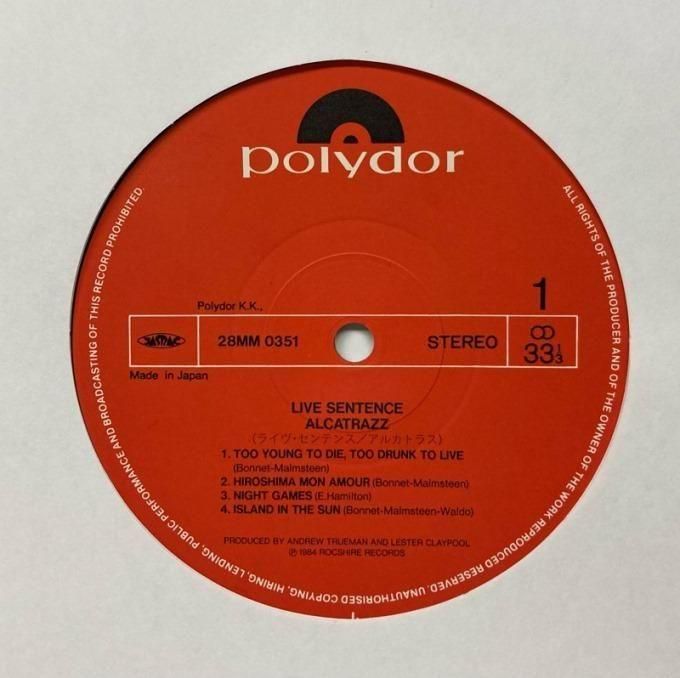 polydor
1
Polydor K.K.,
JASRAC
28MM 0351
STEREO
33 1/3
Made in Japan
LIVE SENTENCE
ALCATRAZZ
(ライヴ・センテンス/アルカトラス)
1. TOO YOUNG TO DIE, TOO DRUNK TO LIVE
(Bonnet-Malmsteen)
2. HIROSHIMA MON AMOUR (Bonnet-Malmsteen)
3. NIGHT GAMES (E.Hamilton)
4. ISLAND IN THE SUN (Bonnet-Malmsteen-Waldo)
PRODUCED BY ANDREW TRUEMAN AND LESTER CLAYPOOL
℗ 1984 ROCSHIRE RECORDS
ALL RIGHTS OF THE PRODUCER AND OF THE OWNER OF THE WORK REPRODUCED RESERVED. UNAUTHORISED COPYING, HIRING, LENDING, PUBLIC PERFORMANCE AND BROADCASTING OF THIS RECORD PROHIBITED.